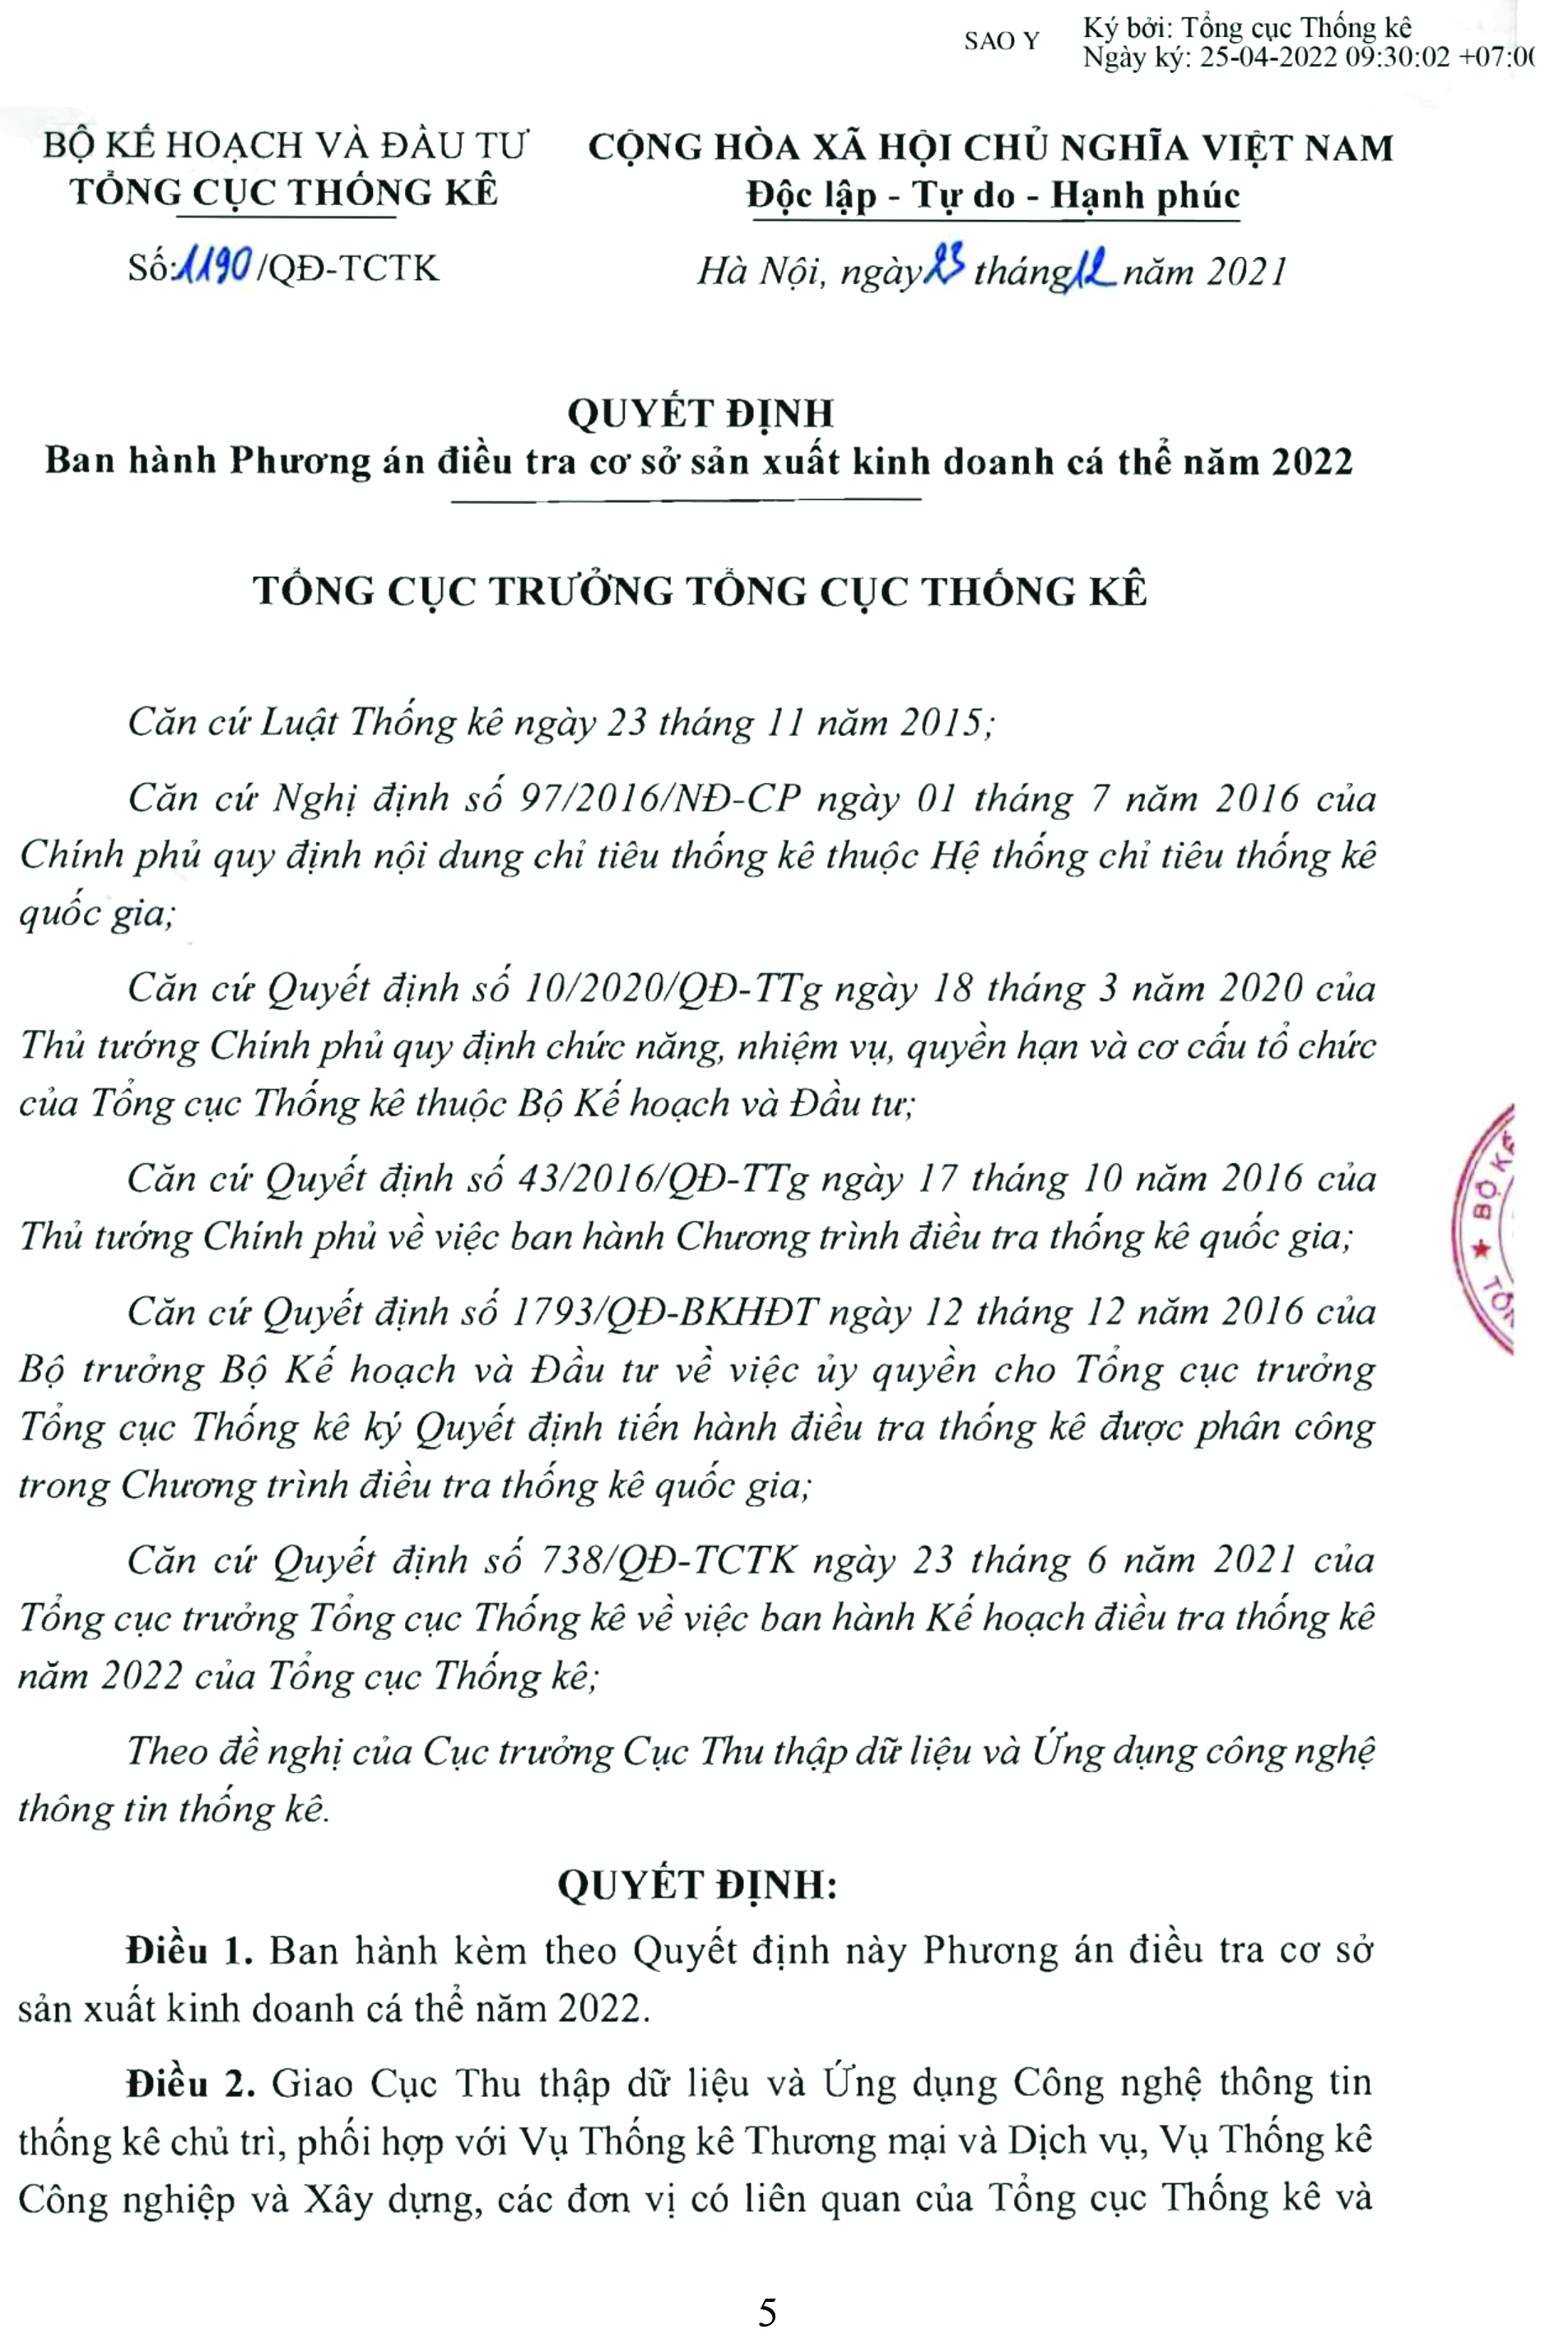 SAO Y
Ký bởi: Tổng cục Thống kê
Ngày ký: 25-04-2022 09:30:02 +07:00
BỘ KẾ HOẠCH VÀ ĐẦU TƯ
TỔNG CỤC THỐNG KÊ
Số:1190/QĐ-TCTK
CỘNG HÒA XÃ HỘI CHỦ NGHĨA VIỆT NAM
Độc lập - Tự do - Hạnh phúc
Hà Nội, ngày 23 tháng 12 năm 2021
QUYẾT ĐỊNH
Ban hành Phương án điều tra cơ sở sản xuất kinh doanh cá thể năm 2022
TỔNG CỤC TRƯỞNG TỔNG CỤC THỐNG KÊ
Căn cứ Luật Thống kê ngày 23 tháng 11 năm 2015;
Căn cứ Nghị định số 97/2016/NĐ-CP ngày 01 tháng 7 năm 2016 của
Chính phủ quy định nội dung chỉ tiêu thống kê thuộc Hệ thống chỉ tiêu thống kê
quốc gia;
Căn cứ Quyết định số 10/2020/QĐ-TTg ngày 18 tháng 3 năm 2020 của
Thủ tướng Chính phủ quy định chức năng, nhiệm vụ, quyền hạn và cơ cấu tổ chức
của Tổng cục Thống kê thuộc Bộ Kế hoạch và Đầu tư;
Căn cứ Quyết định số 43/2016/QĐ-TTg ngày 17 tháng 10 năm 2016 của
Thủ tướng Chính phủ về việc ban hành Chương trình điều tra thống kê quốc gia;
Căn cứ Quyết định số 1793/QĐ-BKHĐT ngày 12 tháng 12 năm 2016 của
Bộ trưởng Bộ Kế hoạch và Đầu tư về việc ủy quyền cho Tổng cục trưởng
Tổng cục Thống kê ký Quyết định tiến hành điều tra thống kê được phân công
trong Chương trình điều tra thống kê quốc gia;
Căn cứ Quyết định số 738/QĐ-TCTK ngày 23 tháng 6 năm 2021 của
Tổng cục trưởng Tổng cục Thống kê về việc ban hành Kế hoạch điều tra thống kê
năm 2022 của Tổng cục Thống kê;
Theo đề nghị của Cục trưởng Cục Thu thập dữ liệu và Ứng dụng công nghệ
thông tin thống kê.
QUYẾT ĐỊNH:
Điều 1. Ban hành kèm theo Quyết định này Phương án điều tra cơ sở
sản xuất kinh doanh cá thể năm 2022.
Điều 2. Giao Cục Thu thập dữ liệu và Ứng dụng Công nghệ thông tin
thống kê chủ trì, phối hợp với Vụ Thống kê Thương mại và Dịch vụ, Vụ Thống kê
Công nghiệp và Xây dựng, các đơn vị có liên quan của Tổng cục Thống kê và
BỘ
5